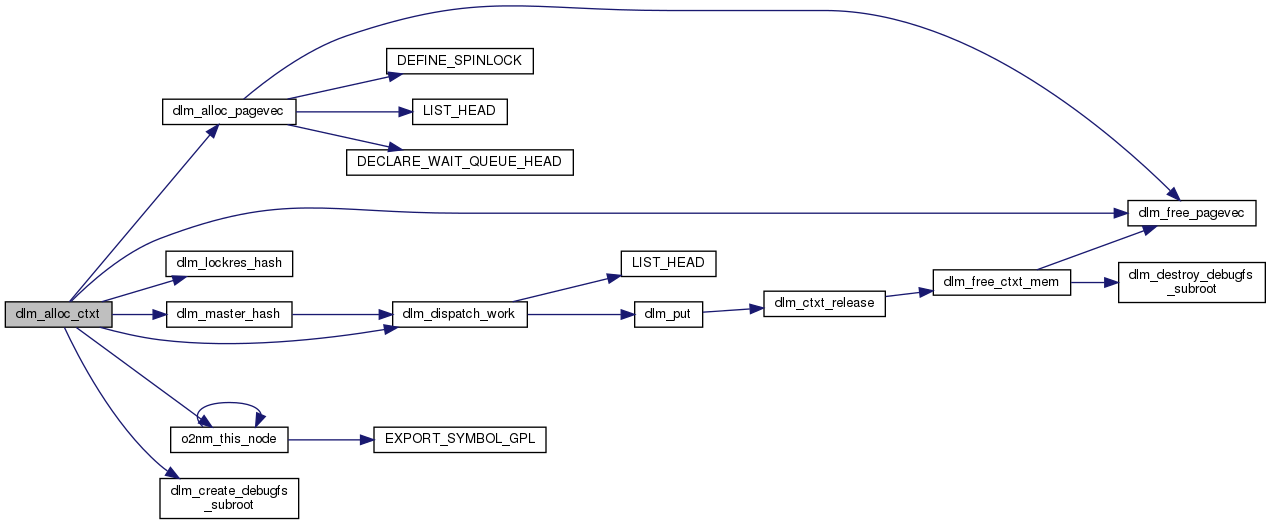 DEFINE_SPINLOCK
dlm_alloc_pagevec
LIST_HEAD
DECLARE_WAIT_QUEUE_HEAD
dlm_free_pagevec
dlm_lockres_hash
LIST_HEAD
dlm_destroy_debugfs
_subroot
dlm_free_ctxt_mem
dlm_ctxt_release
dlm_alloc_ctxt
dlm_master_hash
dlm_dispatch_work
dlm_put
o2nm_this_node
EXPORT_SYMBOL_GPL
dlm_create_debugfs
_subroot